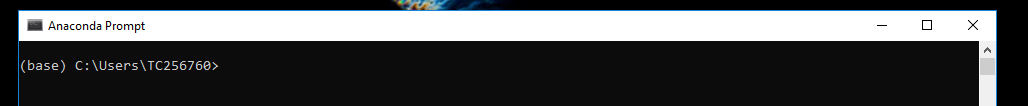 Anaconda Prompt
(base) C:\Users\TC256760>